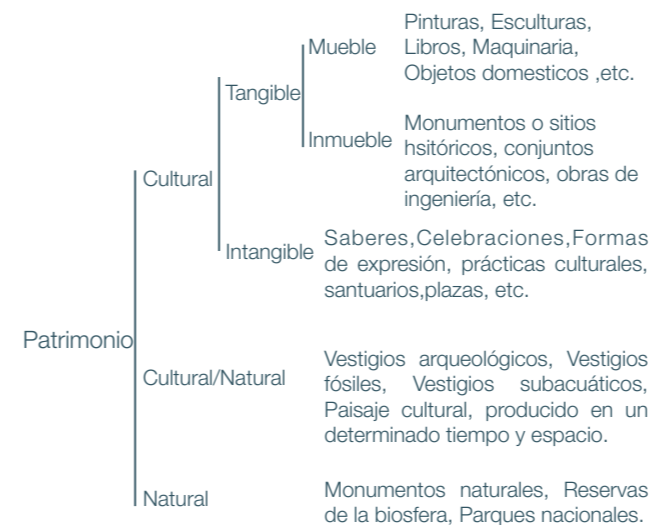 Patrimonio
Cultural
Tangible
Mueble
Pinturas, Esculturas,
Libros, Maquinaria,
Objetos domesticos ,etc.
Inmueble
Monumentos o sitios
hsitóricos, conjuntos
arquitectónicos, obras de
ingeniería, etc.
Intangible
Saberes,Celebraciones,Formas
de expresión, prácticas culturales,
santuarios,plazas, etc.
Cultural/Natural
Vestigios arqueológicos, Vestigios
fósiles, Vestigios subacuáticos,
Paisaje cultural, producido en un
determinado tiempo y espacio.
Natural
Monumentos naturales, Reservas
de la biosfera, Parques nacionales.